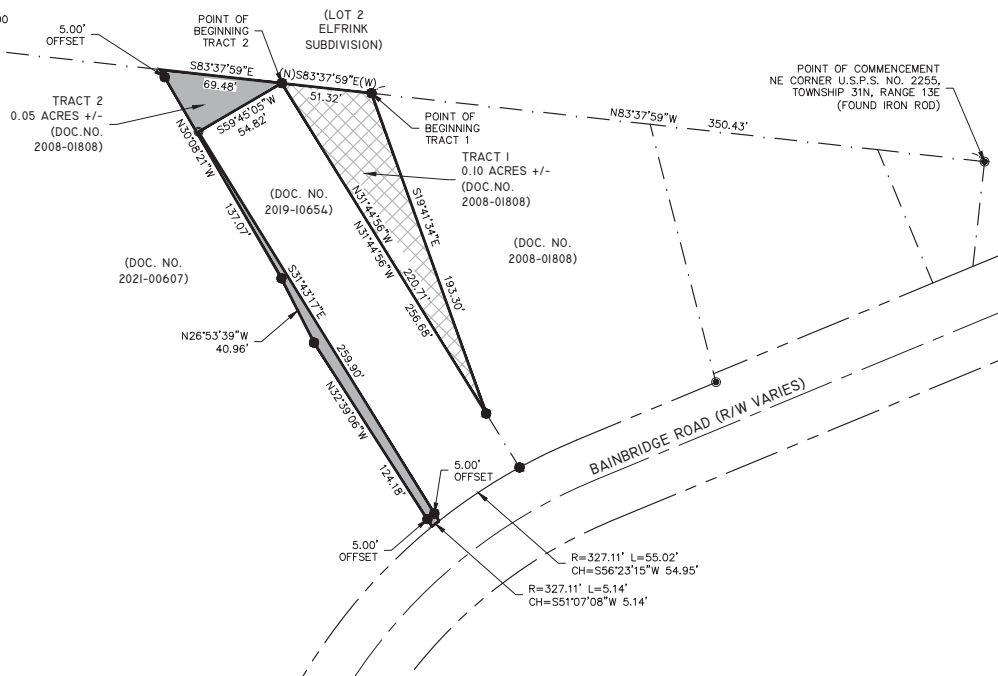 00
5.00'
OFFSET
POINT OF
BEGINNING
TRACT 2
(LOT 2
ELFRINK
SUBDIVISION)
POINT OF COMMENCEMENT
NE CORNER U.S.P.S. NO. 2255,
TOWNSHIP 31N, RANGE 13E
(FOUND IRON ROD)
S83°37'59"E
69.48'
(N)S83°37'59"E(W)
51.32'
N83°37'59"W
350.43'
TRACT 2
0.05 ACRES +/-
(DOC.NO.
2008-01808)
S59°45'05"W
54.82'
POINT OF
BEGINNING
TRACT 1
TRACT 1
0.10 ACRES +/-
(DOC.NO.
2008-01808)
N30°08'21"W
137.07'
(DOC. NO.
2019-10654)
N31°44'56"W
N31°44'56"W
220.71'
256.68'
S19°41'34"E
193.30'
(DOC. NO.
2008-01808)
(DOC. NO.
2021-00607)
S31°43'17"E
259.90'
N26°53'39"W
40.96'
N32°39'06"W
124.18'
BAINBRIDGE ROAD (R/W VARIES)
5.00'
OFFSET
5.00'
OFFSET
R=327.11' L=55.02'
CH=S56°23'15"W 54.95'
R=327.11' L=5.14'
CH=S51°07'08"W 5.14'